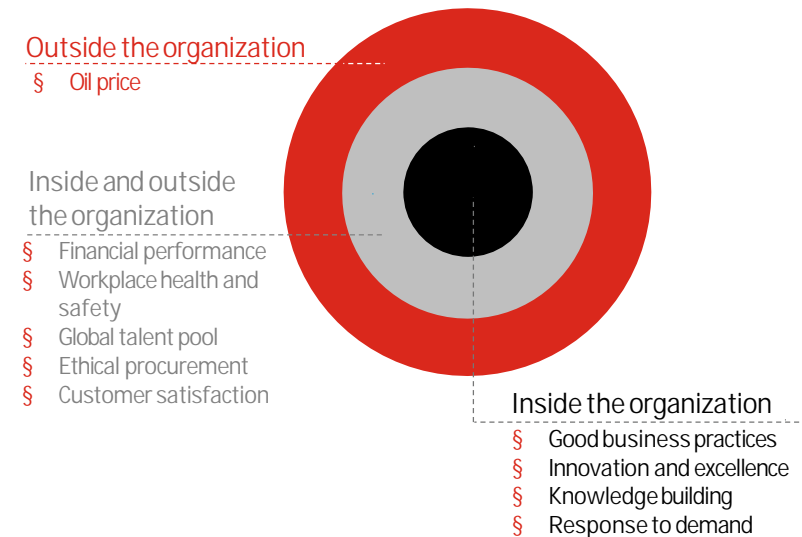 Outside the organization
§ Oil price
Inside and outside
the organization
§ Financial performance
§ Workplace health and
safety
§ Global talent pool
§ Ethical procurement
§ Customer satisfaction
Inside the organization
§ Good business practices
§ Innovation and excellence
§ Knowledge building
§ Response to demand